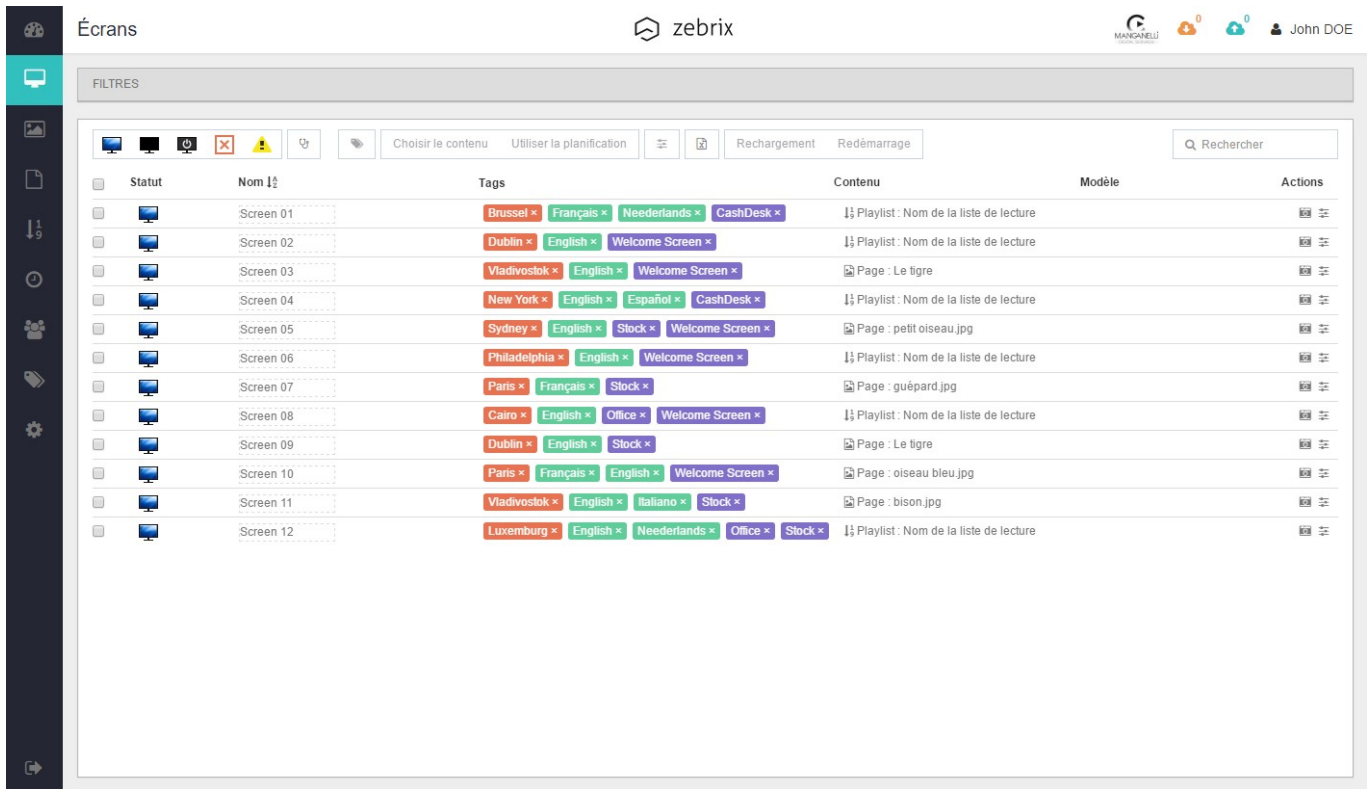 Écrans
zebrix
MANGANELLI
0
0
John DOE
FILTRES
Choisir le contenu Utiliser la planification Rechargement Redémarrage Rechercher
Statut Nom Tags Contenu Modèle Actions
Screen 01 Brussel × Français × Neederlands × CashDesk × Playlist : Nom de la liste de lecture
Screen 02 Dublin × English × Welcome Screen × Playlist : Nom de la liste de lecture
Screen 03 Vladivostok × English × Welcome Screen × Page : Le tigre
Screen 04 New York × English × Español × CashDesk × Playlist : Nom de la liste de lecture
Screen 05 Sydney × English × Stock × Welcome Screen × Page : petit oiseau.jpg
Screen 06 Philadelphia × English × Welcome Screen × Playlist : Nom de la liste de lecture
Screen 07 Paris × Français × Stock × Page : guépard.jpg
Screen 08 Cairo × English × Office × Welcome Screen × Playlist : Nom de la liste de lecture
Screen 09 Dublin × English × Stock × Page : Le tigre
Screen 10 Paris × Français × English × Welcome Screen × Page : oiseau bleu.jpg
Screen 11 Vladivostok × English × Italiano × Stock × Page : bison.jpg
Screen 12 Luxemburg × English × Neederlands × Office × Stock × Playlist : Nom de la liste de lecture